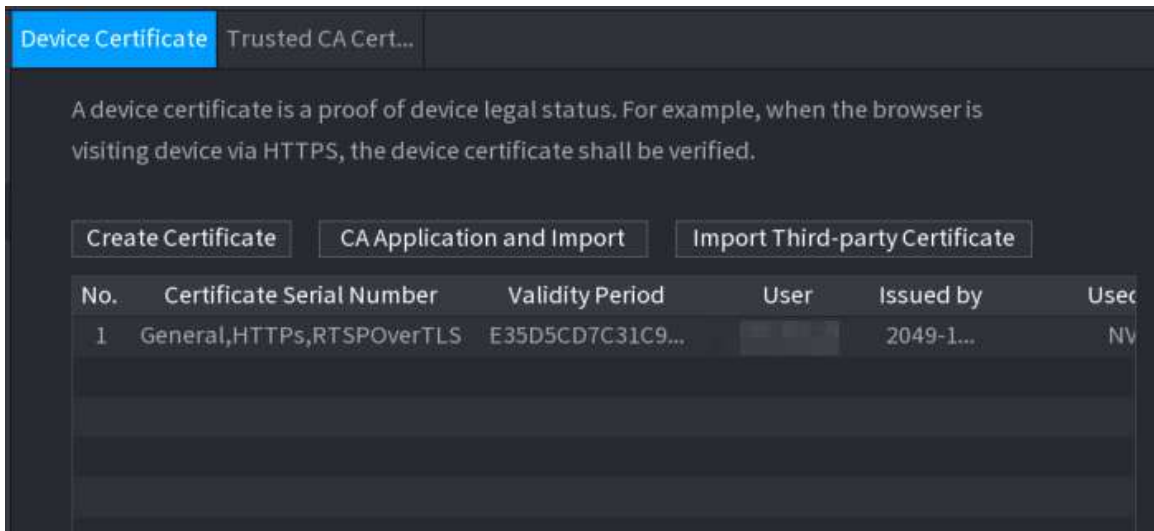 Device Certificate Trusted CA Cert...
A device certificate is a proof of device legal status. For example, when the browser is
visiting device via HTTPS, the device certificate shall be verified.
Create Certificate CA Application and Import Import Third-party Certificate
No. Certificate Serial Number Validity Period User Issued by Used
1 General,HTTPs,RTSPOverTLS E35D5CD7C31C9... 2049-1... NV